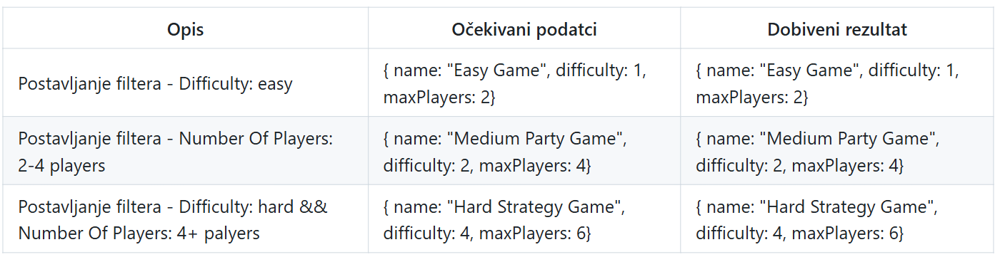 Opis
Očekivani podatci
Dobiveni rezultat
Postavljanje filtera - Difficulty: easy
{ name: "Easy Game", difficulty: 1,
maxPlayers: 2}
{ name: "Easy Game", difficulty: 1,
maxPlayers: 2}
Postavljanje filtera - Number Of Players:
2-4 players
{ name: "Medium Party Game",
difficulty: 2, maxPlayers: 4}
{ name: "Medium Party Game",
difficulty: 2, maxPlayers: 4}
Postavljanje filtera - Difficulty: hard &&
Number Of Players: 4+ palyers
{ name: "Hard Strategy Game",
difficulty: 4, maxPlayers: 6}
{ name: "Hard Strategy Game",
difficulty: 4, maxPlayers: 6}